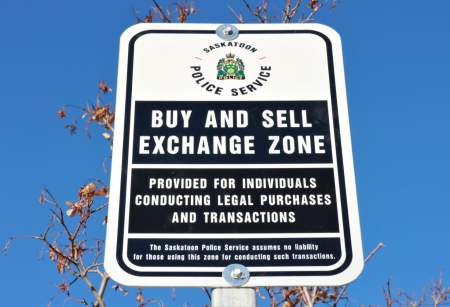 SASKATOON
POLICE SERVICE
BUY AND SELL
EXCHANGE ZONE
PROVIDED FOR INDIVIDUALS
CONDUCTING LEGAL PURCHASES
AND TRANSACTIONS
The Saskatoon Police Service assumes no liability
for those using this zone for conducting such transactions.